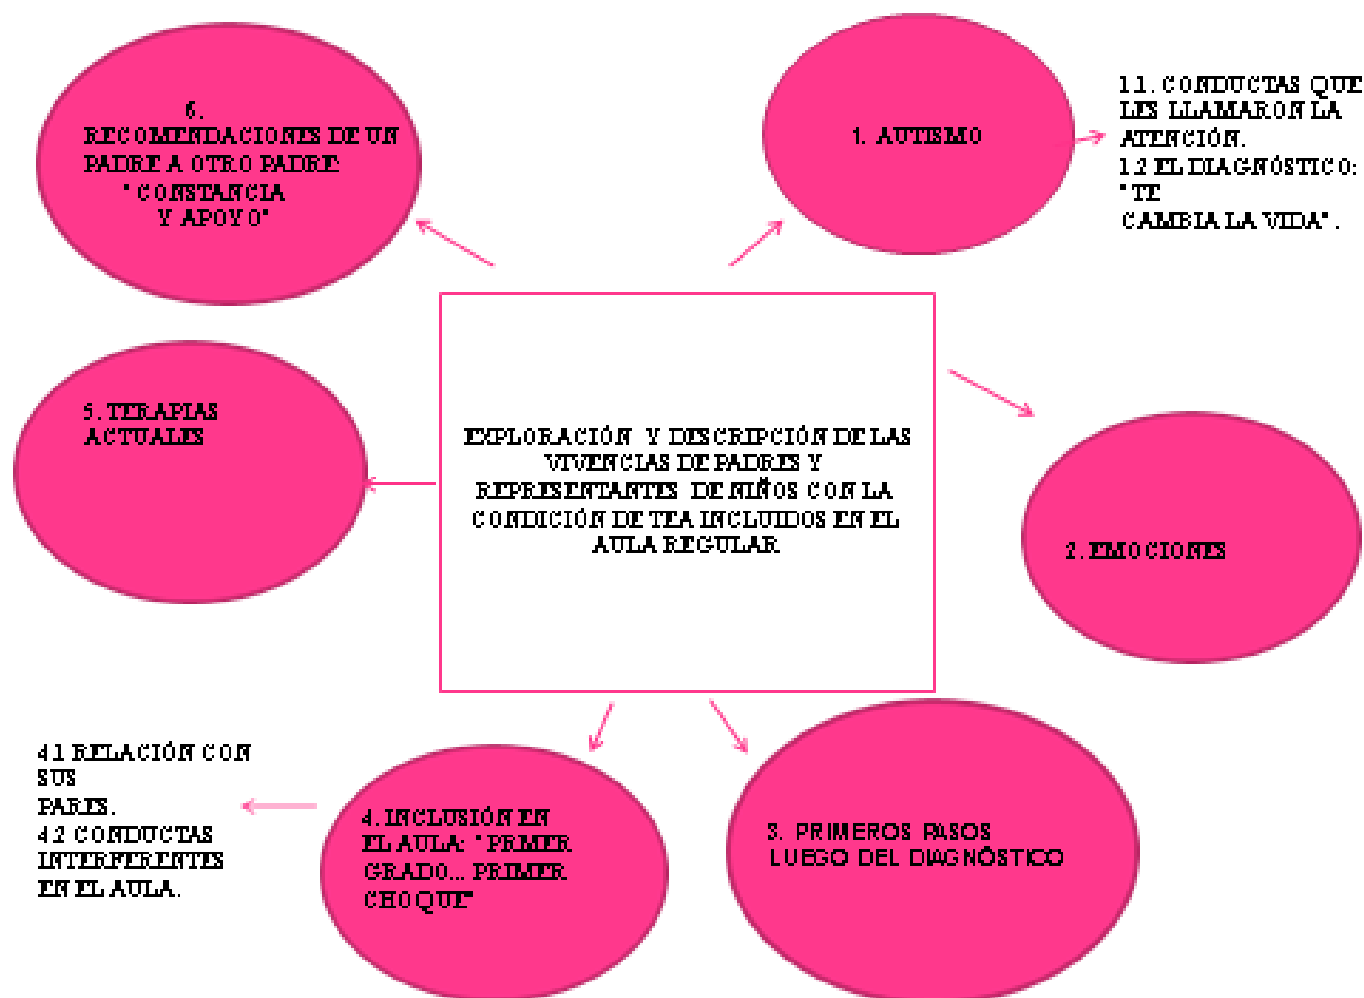 EXPLORACIÓN Y DESCRIPCIÓN DE LAS
VIVENCIAS DE PADRES Y
REPRESENTANTES DE NIÑOS CON LA
CONDICIÓN DE TEA INCLUIDOS EN EL
AULA REGULAR
1. AUTISMO
1.1. CONDUCTAS QUE
LES LLAMARON LA
ATENCIÓN.
1.2 EL DIAGNÓSTICO:
"TE
CAMBIA LA VIDA".
2. EMOCIONES
3. PRIMEROS PASOS
LUEGO DEL DIAGNÓSTICO
4. INCLUSIÓN EN
EL AULA: "PRIMER
GRADO... PRIMER
CHOQUE"
4.1 RELACIÓN CON
SUS
PARES.
4.2 CONDUCTAS
INTERFERENTES
EN EL AULA.
5. TERAPIAS
ACTUALES
6.
RECOMENDACIONES DE UN
PADRE A OTRO PADRE:
"CONSTANCIA
Y APOYO"